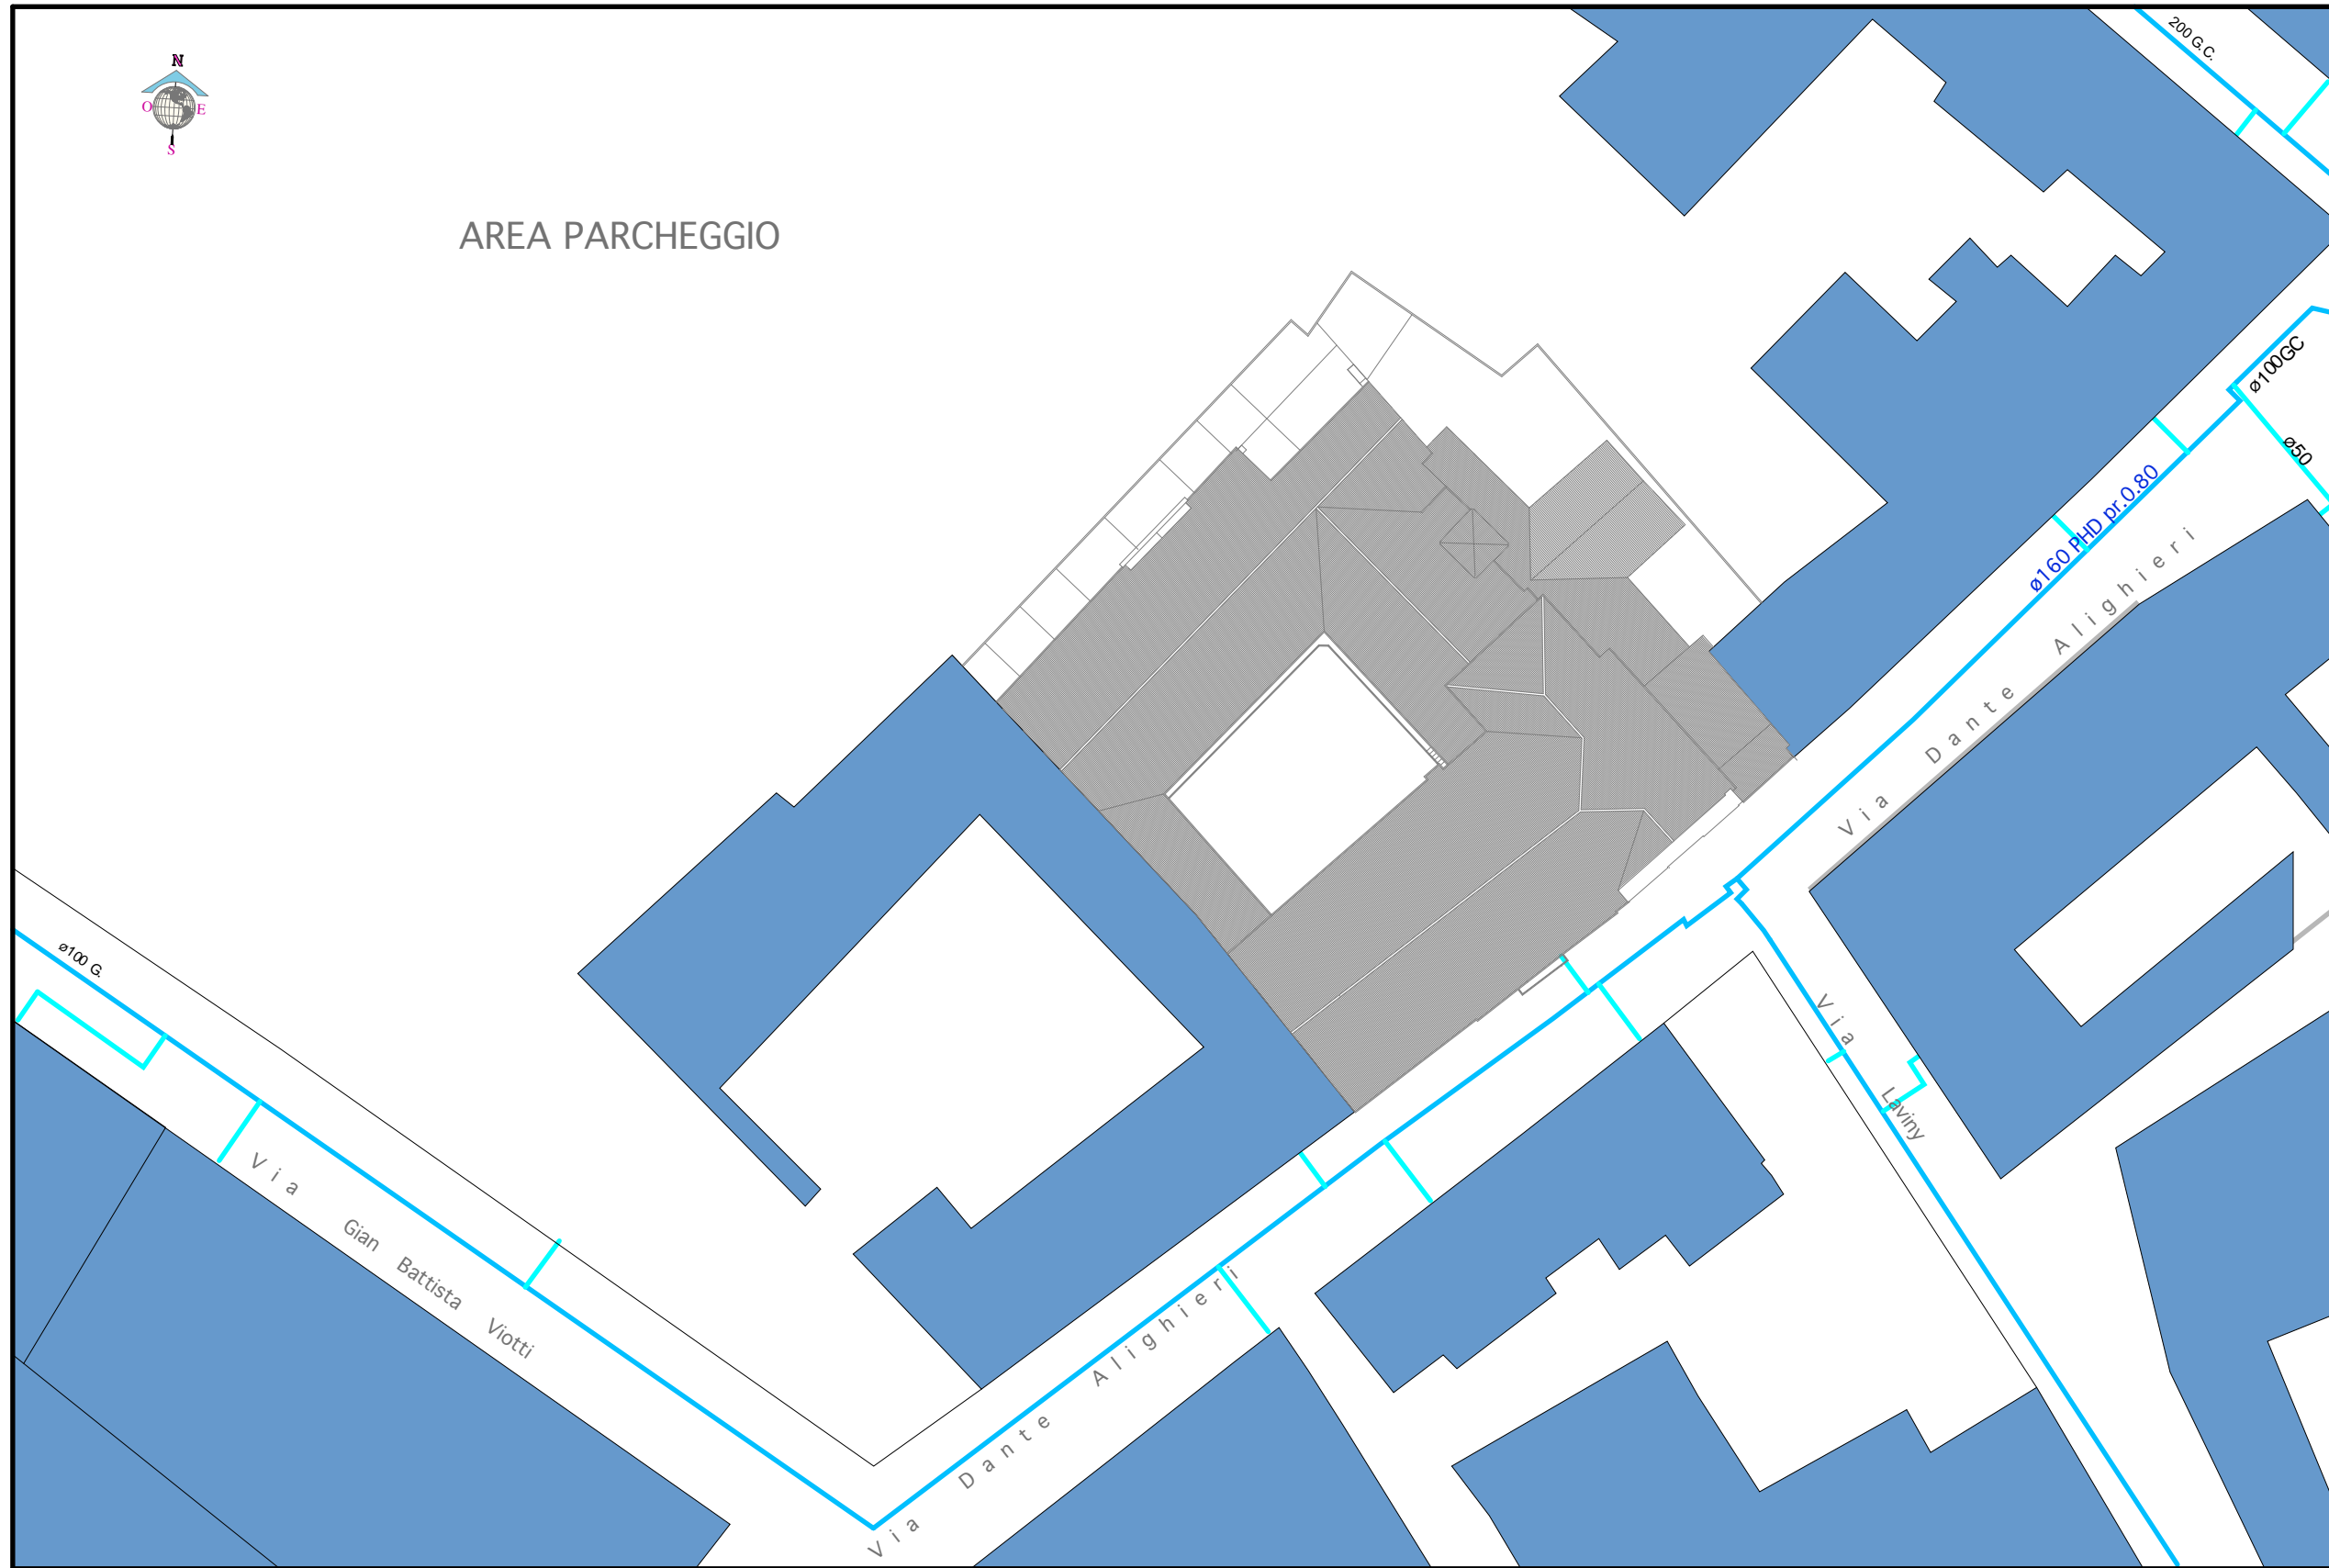 N
O E
S
AREA PARCHEGGIO
200 G.C.
ø100GC
ø50
ø160 PHD pr.0.80
Via Dante Alighieri
ø100 G.
Via Laviny
Via Gian Battista Viotti
Via Dante Alighieri